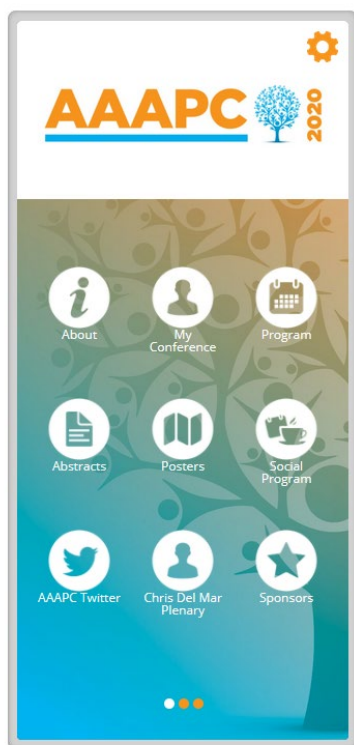 AAAPC 2020
About
My
Conference
Program
Abstracts
Posters
Social
Program
AAAPC Twitter
Chris Del Mar
Plenary
Sponsors